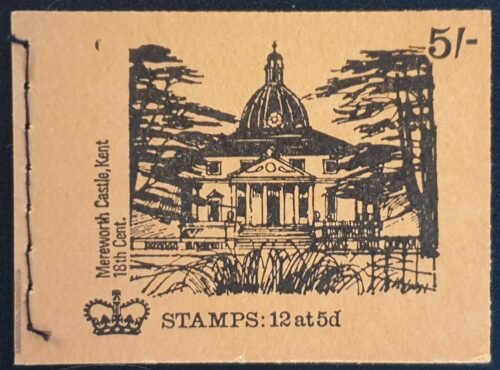 5/-
Mereworth Castle, Kent
18th Cent.
STAMPS: 12 at 5d